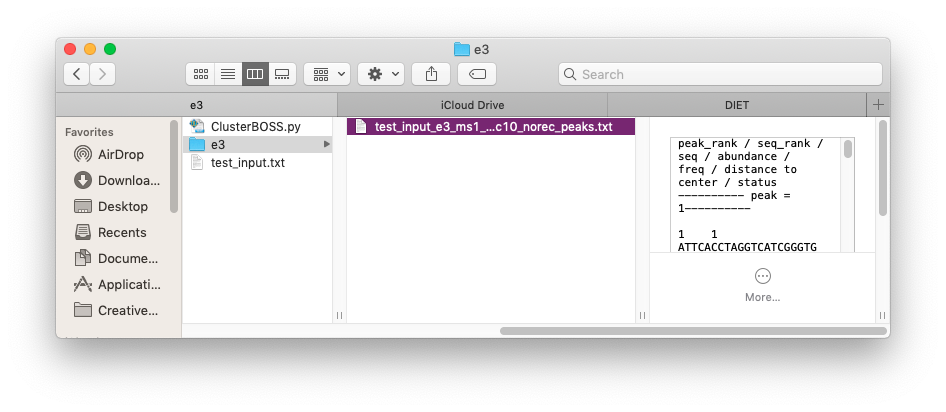 e3
Search
e3
iCloud Drive
DIET
Favorites
AirDrop
Downloa...
Desktop
Recents
Docume...
Applicati...
Creative...
ClusterBOSS.py
e3
test_input.txt
test_input_e3_ms1_...c10_norec_peaks.txt
peak_rank / seq_rank /
seq / abundance /
freq / distance to
center / status
---------- peak =
1----------
1 1
ATTCACCTAGGTCATCGGGTG
More...